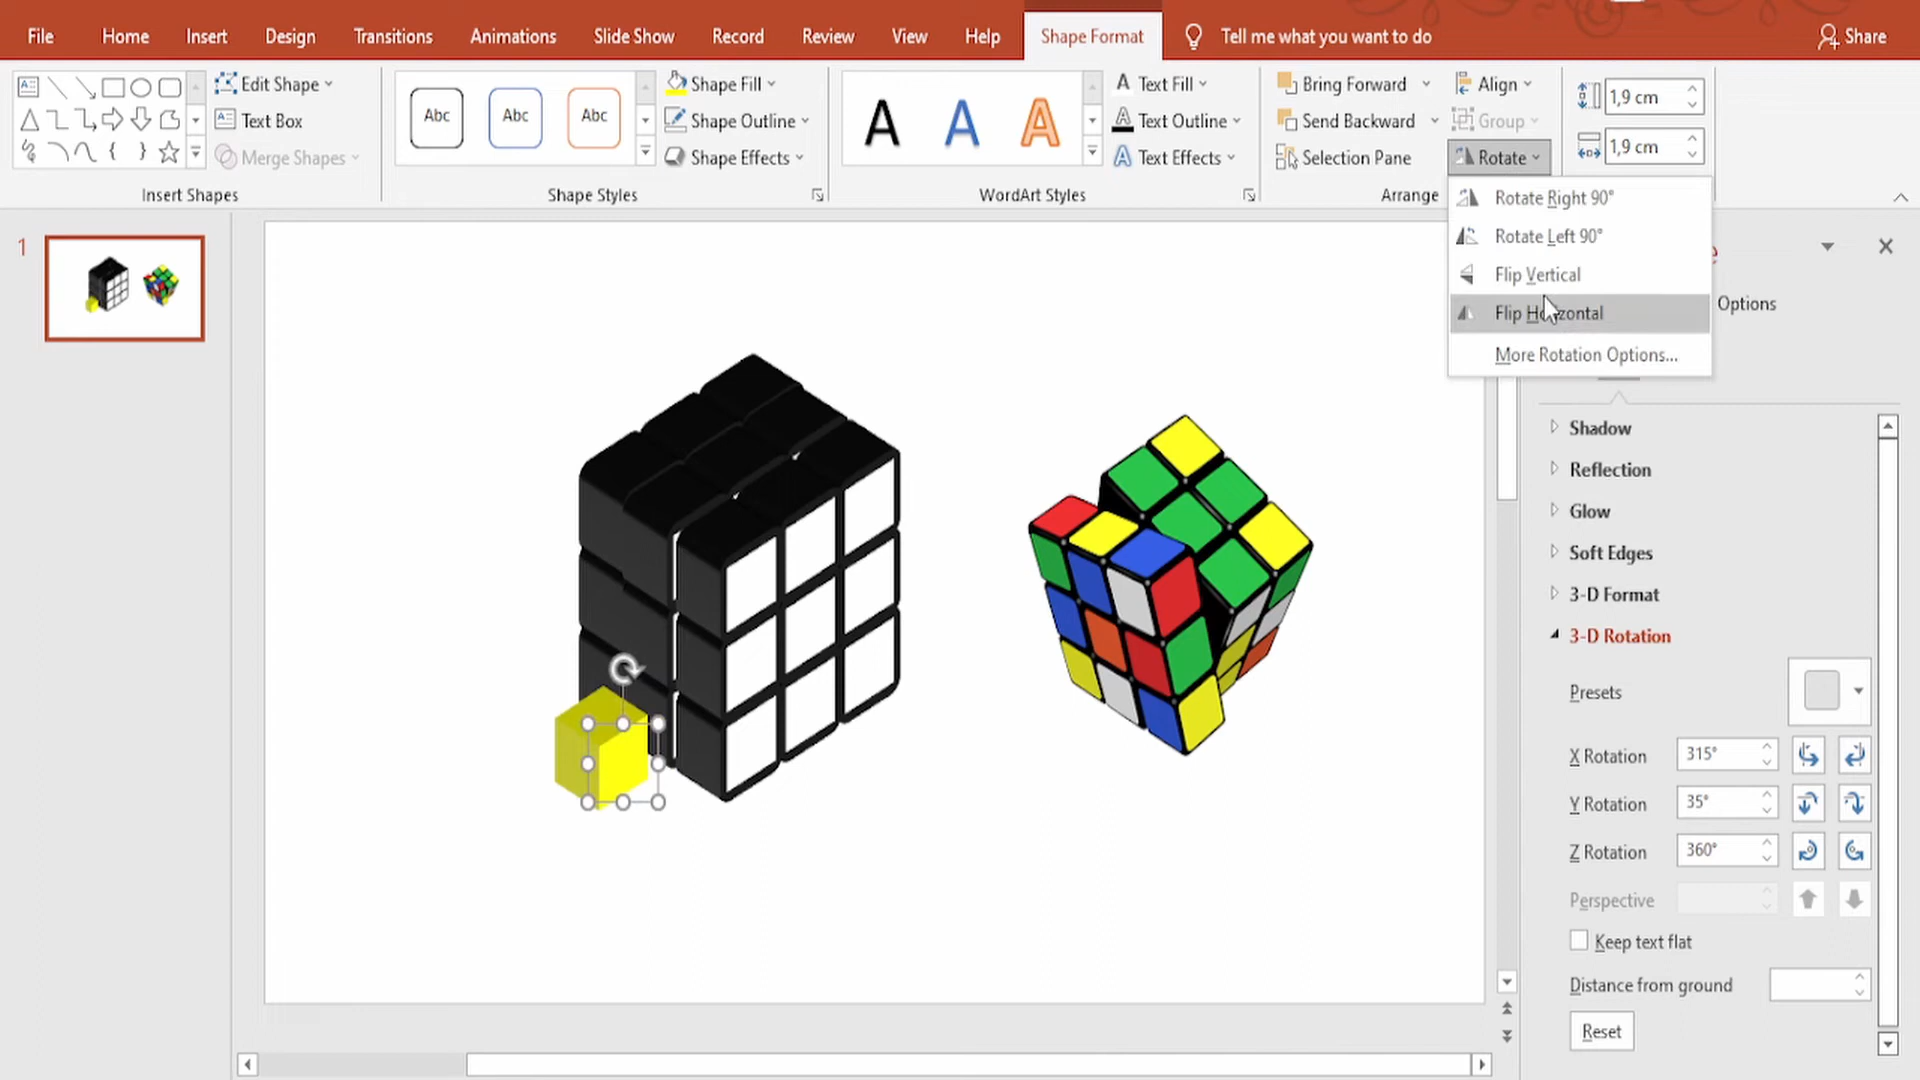 File Home Insert Design Transitions Animations Slide Show Record Review View Help Shape Format Tell me what you want to do Share
Edit Shape
Text Box
Merge Shapes
Insert Shapes
Abc Abc Abc
Shape Fill
Shape Outline
Shape Effects
Shape Styles
A A A
Text Fill
Text Outline
Text Effects
WordArt Styles
Bring Forward
Send Backward
Selection Pane
Align
Group
Rotate
Arrange
1,9 cm
1,9 cm
Rotate Right 90°
Rotate Left 90°
Flip Vertical
Flip Horizontal
More Rotation Options...
1
Options
Shadow
Reflection
Glow
Soft Edges
3-D Format
3-D Rotation
Presets
X Rotation 315°
Y Rotation 35°
Z Rotation 360°
Perspective
Keep text flat
Distance from ground
Reset